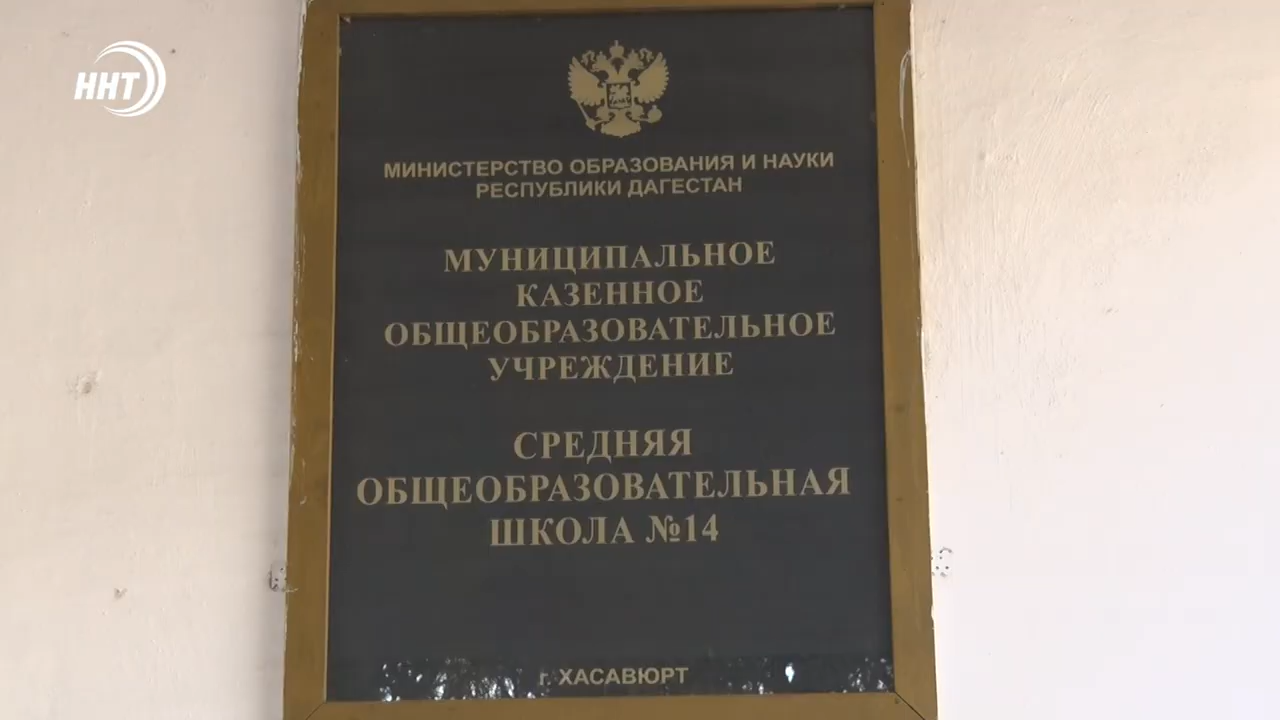 ННТ
МИНИСТЕРСТВО ОБРАЗОВАНИЯ И НАУКИ
РЕСПУБЛИКИ ДАГЕСТАН
МУНИЦИПАЛЬНОЕ
КАЗЕННОЕ
ОБЩЕОБРАЗОВАТЕЛЬНОЕ
УЧРЕЖДЕНИЕ
СРЕДНЯЯ
ОБЩЕОБРАЗОВАТЕЛЬНАЯ
ШКОЛА №14
г. ХАСАВЮРТ